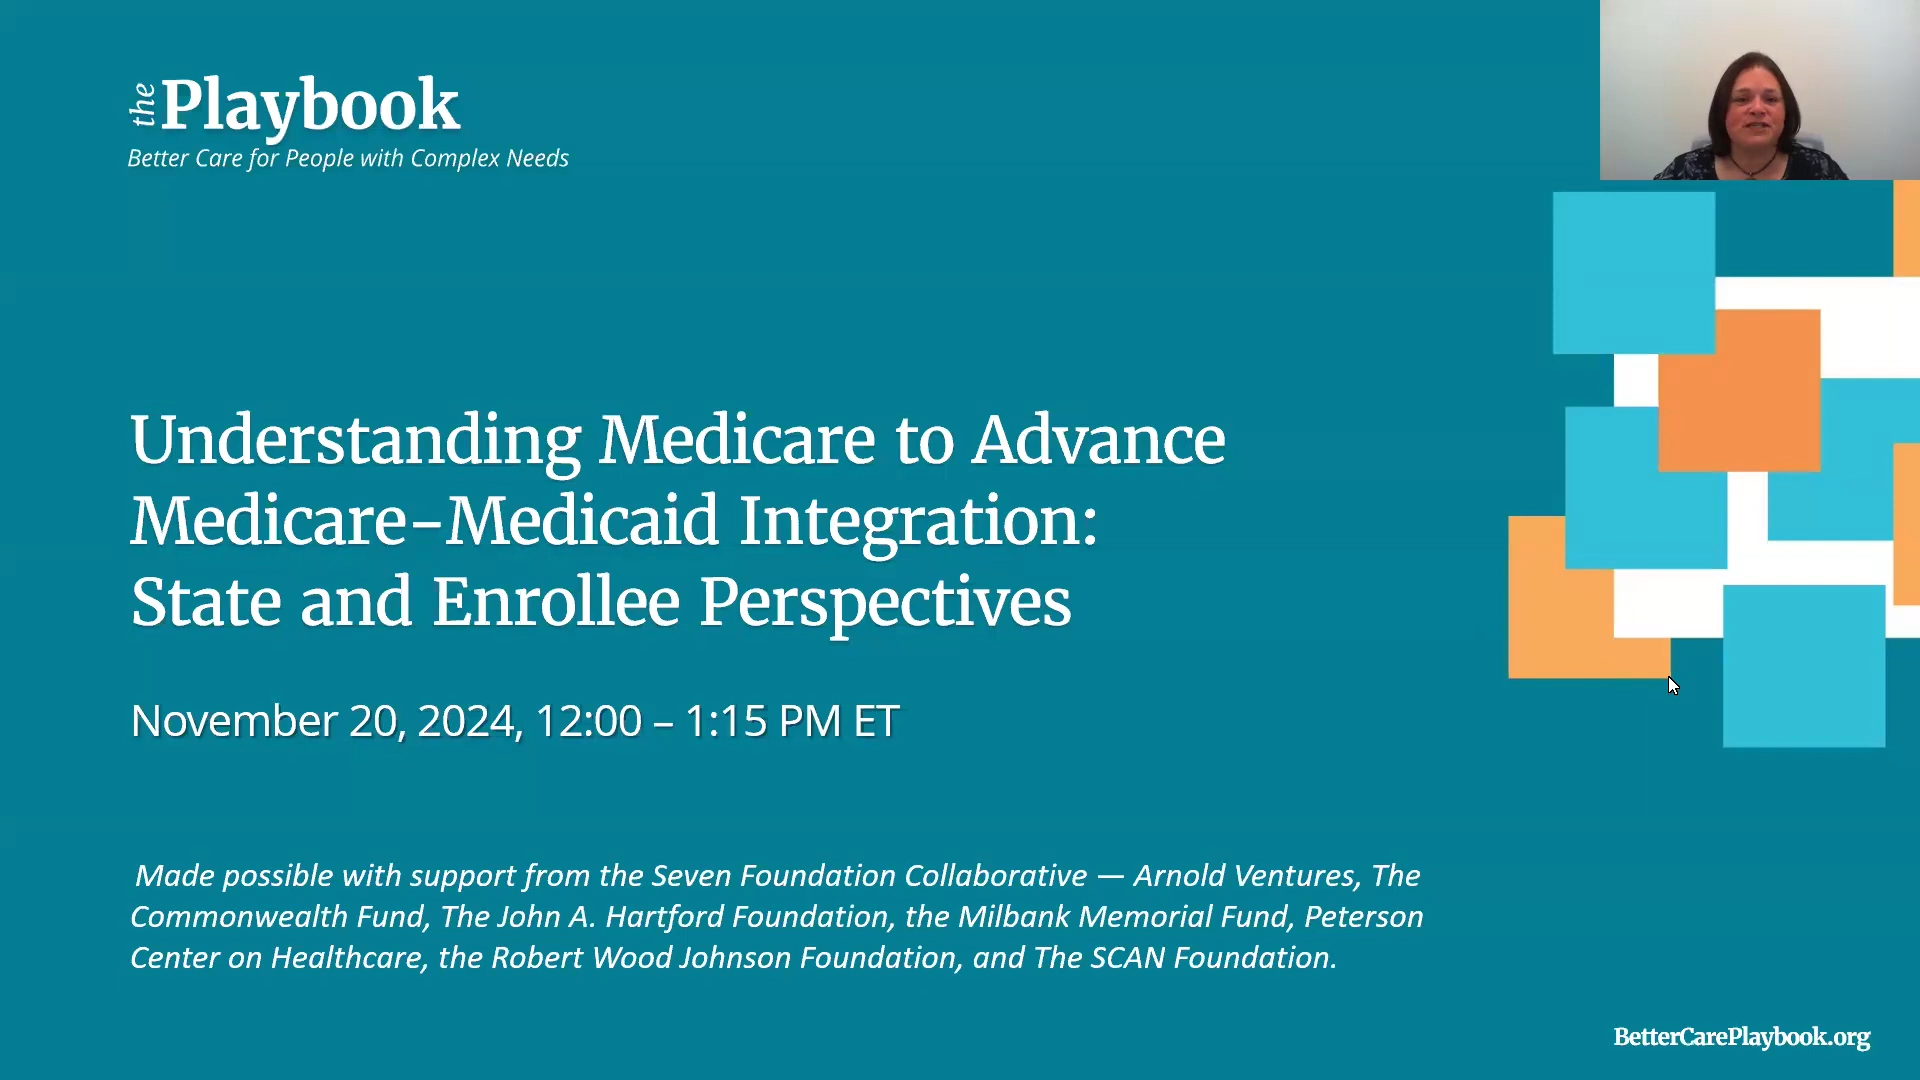 the Playbook
Better Care for People with Complex Needs
Understanding Medicare to Advance
Medicare–Medicaid Integration:
State and Enrollee Perspectives
November 20, 2024, 12:00 – 1:15 PM ET
Made possible with support from the Seven Foundation Collaborative — Arnold Ventures, The
Commonwealth Fund, The John A. Hartford Foundation, the Milbank Memorial Fund, Peterson
Center on Healthcare, the Robert Wood Johnson Foundation, and The SCAN Foundation.
BetterCarePlaybook.org